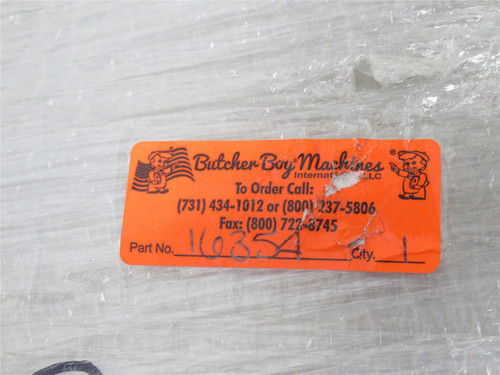 Butcher Boy Machines ®
International LLC
To Order Call:
(731) 434-1012 or (800) 237-5806
Fax: (800) 722-8745
Part No. 16354 City. 1